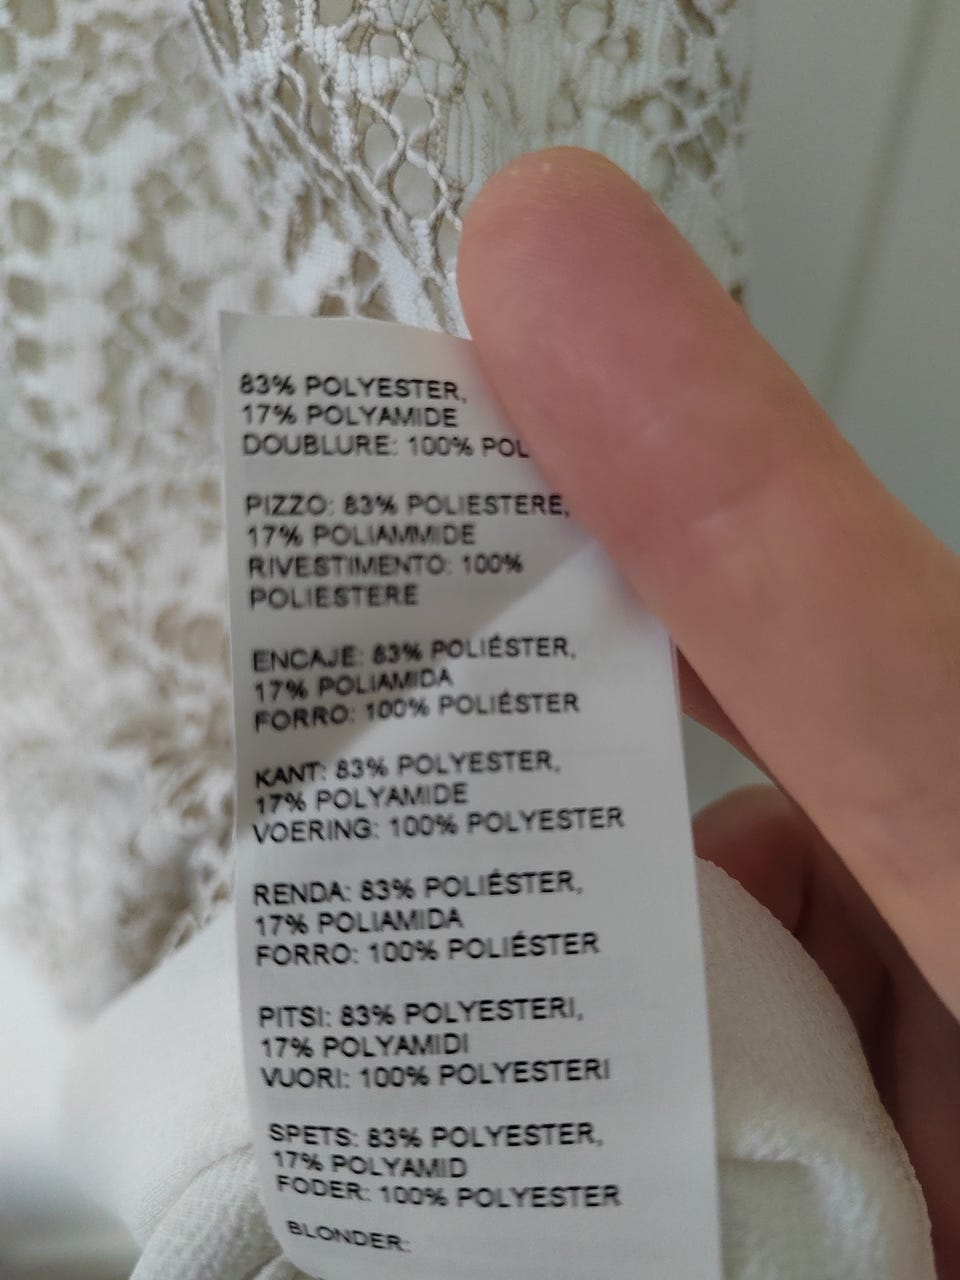 83% POLYESTER,
17% POLYAMIDE
DOUBLURE: 100%
PIZZO: 83% POLIESTERE,
17% POLIAMMIDE
RIVESTIMENTO: 100%
POLIESTERE
ENCAJE: 83% POLIÉSTER,
17% POLIAMIDA
FORRO: 100% POLIÉSTER
KANT: 83% POLYESTER,
17% POLYAMIDE
VOERING: 100% POLYESTER
RENDA: 83% POLIÉSTER,
17% POLIAMIDA
FORRO: 100% POLIÉSTER
PITSI: 83% POLYESTERI,
17% POLYAMIDI
VUORI: 100% POLYESTERI
SPETS: 83% POLYESTER,
17% POLYAMID
FODER: 100% POLYESTER
BLONDER: